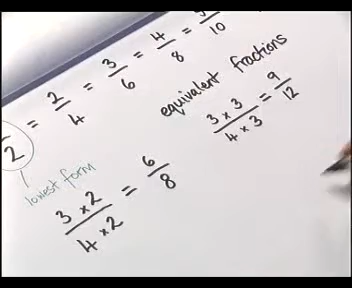 2 = 2/4 = 3/6 = 4/8 = 5/10
lowest form
equivalent fractions
3 × 3 / 4 × 3 = 9/12
3 × 2 / 4 × 2 = 6/8